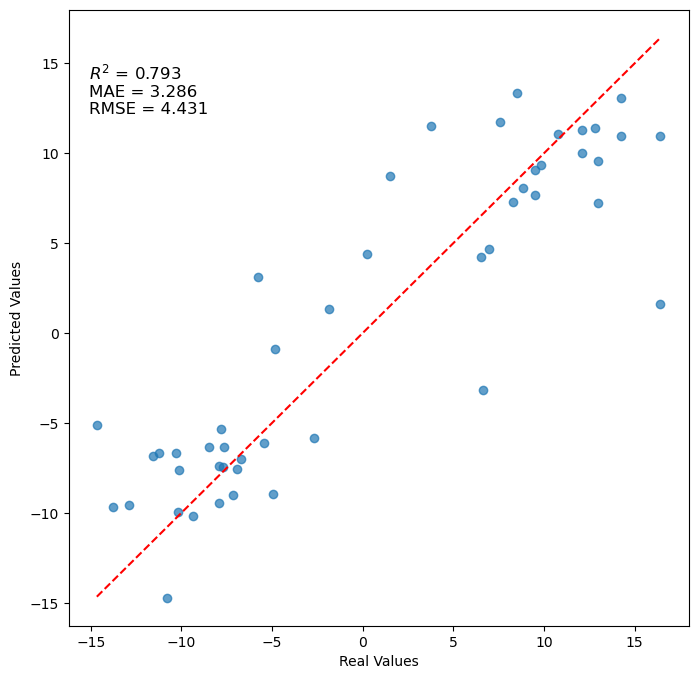 R² = 0.793
MAE = 3.286
RMSE = 4.431
15
10
5
0
−5
−10
−15
Predicted Values
−15 −10 −5 0 5 10 15
Real Values